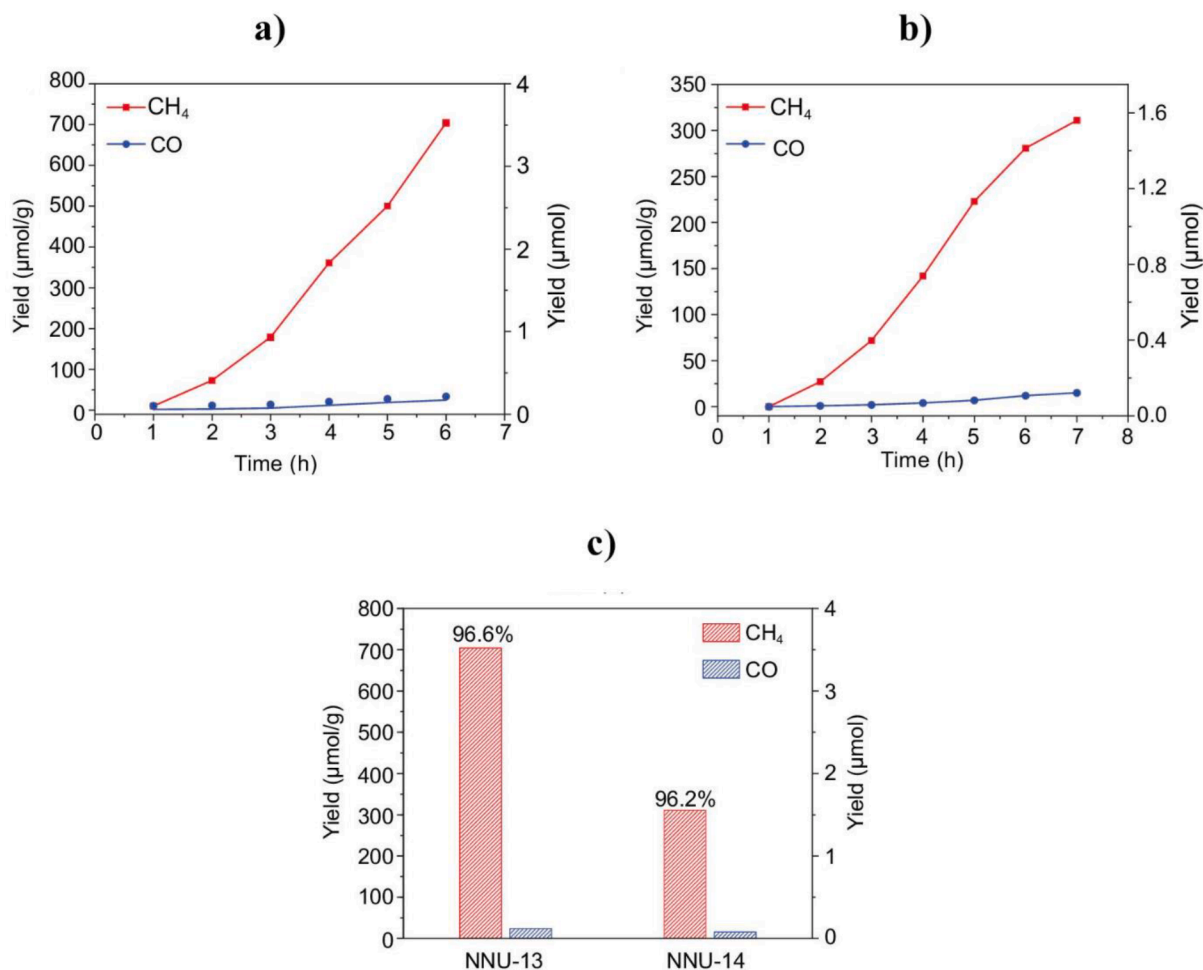 a)
800
700
600
500
400
300
200
100
0
Yield (μmol/g)
CH₄
CO
4
3
2
1
0
Yield (μmol)
0 1 2 3 4 5 6 7
Time (h)
b)
350
300
250
200
150
100
50
0
Yield (μmol/g)
CH₄
CO
1.6
1.2
0.8
0.4
0.0
Yield (μmol)
0 1 2 3 4 5 6 7 8
Time (h)
c)
800
700
600
500
400
300
200
100
0
Yield (μmol/g)
96.6%
96.2%
CH₄
CO
4
3
2
1
0
Yield (μmol)
NNU-13 NNU-14